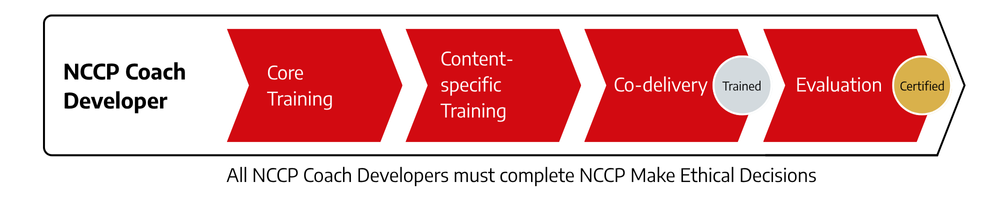 NCCP Coach
Developer
Core
Training
Content-
specific
Training
Co-delivery
Trained
Evaluation
Certified
All NCCP Coach Developers must complete NCCP Make Ethical Decisions